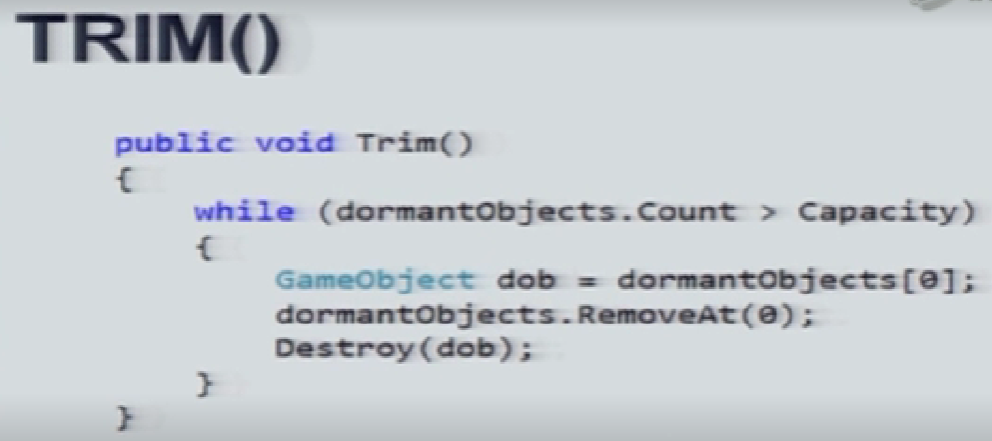 TRIM()
public void Trim()
{
while (dormantObjects.Count > Capacity)
{
GameObject dob = dormantObjects[0];
dormantObjects.RemoveAt(0);
Destroy(dob);
}
}